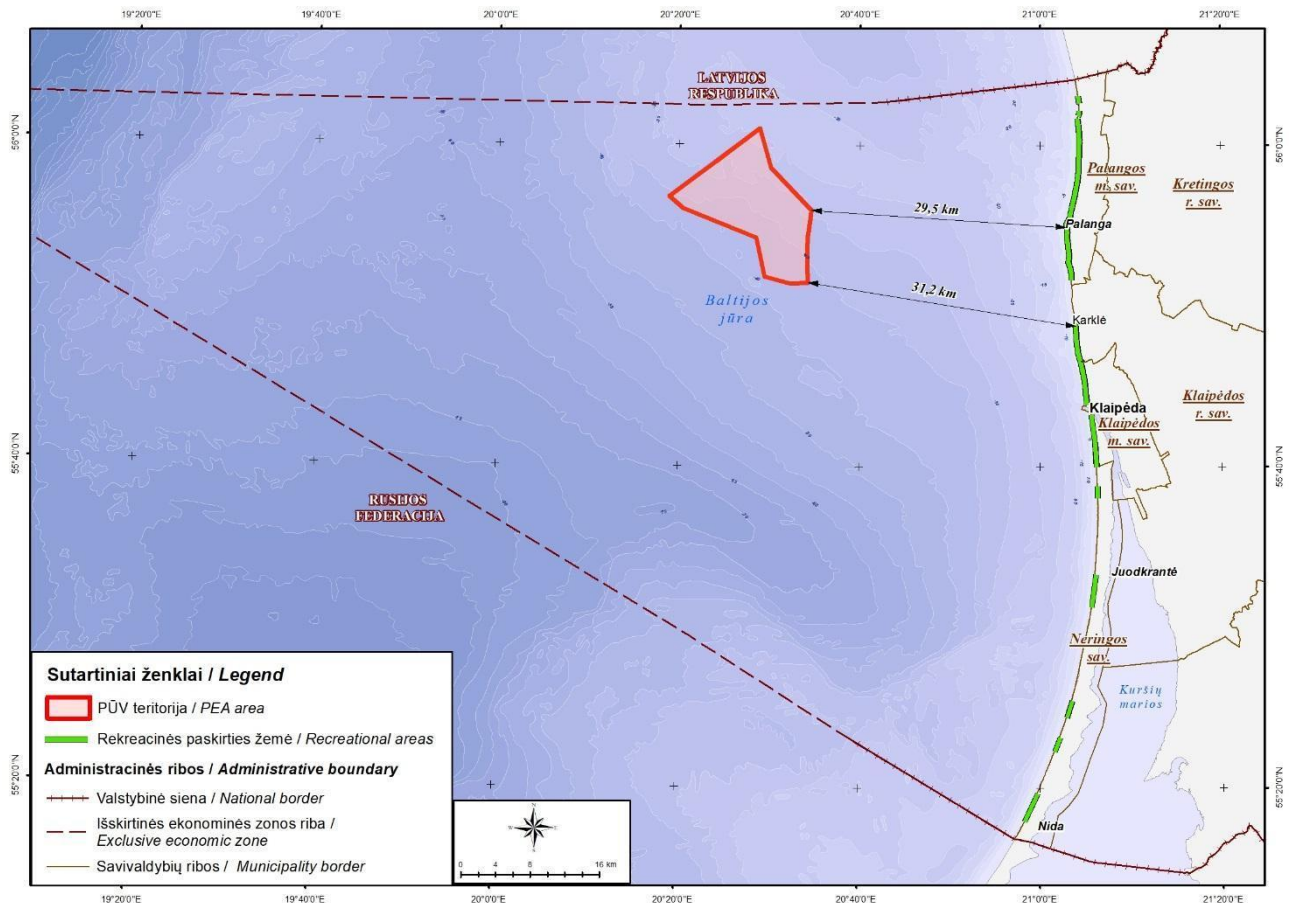 19°20'0"E 19°40'0"E 20°0'0"E 20°20'0"E 20°40'0"E 21°0'0"E 21°20'0"E
LATVIJOS
RESPUBLIKA
56°0'0"N
56°0'0"N
Palangos
m. sav.
Kretingos
r. sav.
29,5 km
Palanga
31,2 km
Baltijos
jūra
Karklė
Klaipėda
Klaipėdos
m. sav.
Klaipėdos
r. sav.
55°40'0"N
55°40'0"N
RUSIJOS
FEDERACIJA
Juodkrantė
Neringos
sav.
Kuršių
marios
Sutartiniai ženklai / Legend
PŪV teritorija / PEA area
Rekreacinės paskirties žemė / Recreational areas
Administracinės ribos / Administrative boundary
Valstybinė siena / National border
Išskirtinės ekonominės zonos riba /
Exclusive economic zone
Savivaldybių ribos / Municipality border
55°20'0"N
55°20'0"N
N
W E
S
0 4 8 16 km
Nida
19°20'0"E 19°40'0"E 20°0'0"E 20°20'0"E 20°40'0"E 21°0'0"E 21°20'0"E